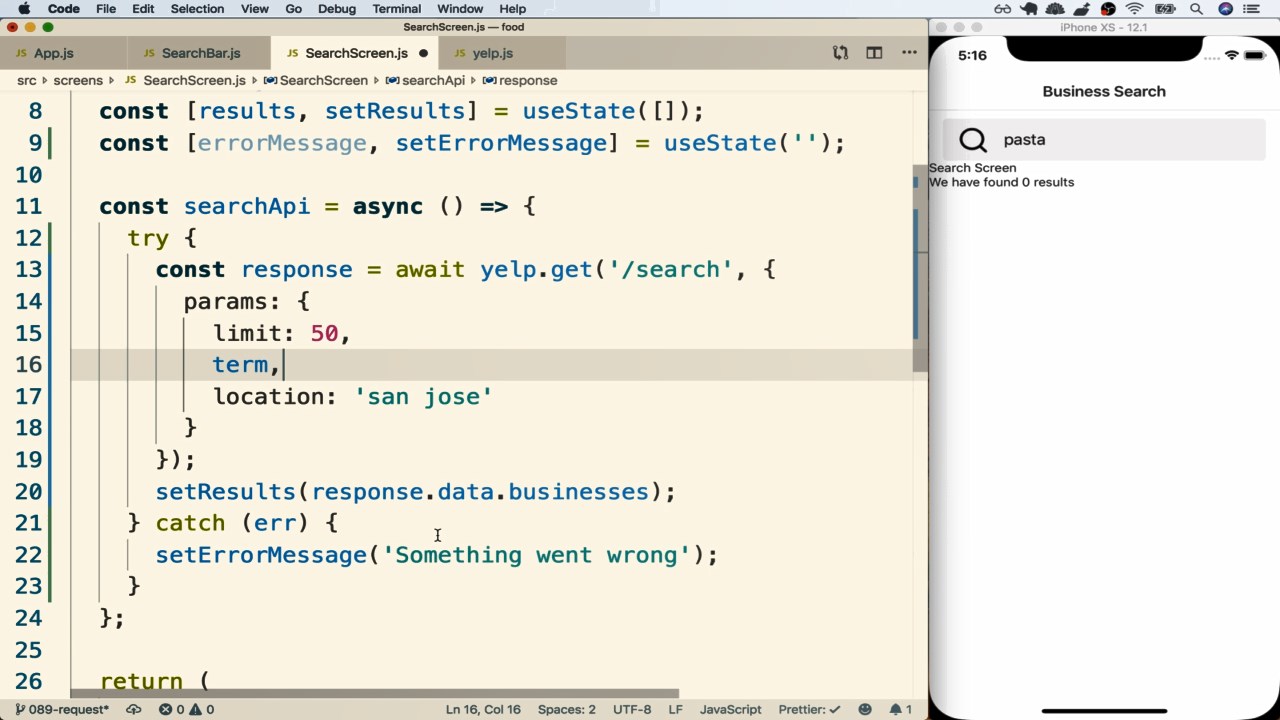 Code File Edit Selection View Go Debug Terminal Window Help
SearchScreen.js — food
JS App.js JS SearchBar.js JS SearchScreen.js ● JS yelp.js
src screens JS SearchScreen.js SearchScreen searchApi response
8 const [results, setResults] = useState([]);
9 const [errorMessage, setErrorMessage] = useState('');
10
11 const searchApi = async () => {
12 try {
13 const response = await yelp.get('/search', {
14 params: {
15 limit: 50,
16 term,
17 location: 'san jose'
18 }
19 });
20 setResults(response.data.businesses);
21 } catch (err) {
22 setErrorMessage('Something went wrong');
23 }
24 };
25
26 return (
089-request* 0 0 Ln 16, Col 16 Spaces: 2 UTF-8 LF JavaScript Prettier: ✓ 1
iPhone XS - 12.1
5:16
Business Search
pasta
Search Screen
We have found 0 results